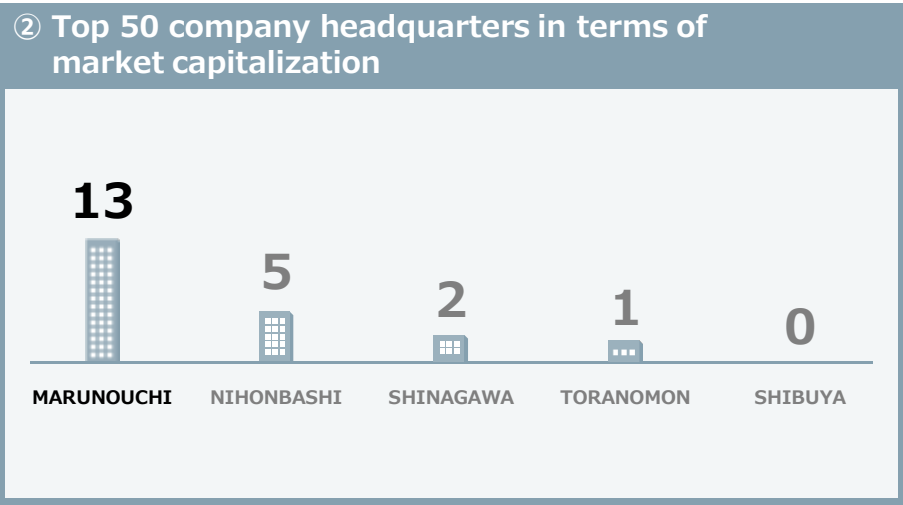 ② Top 50 company headquarters in terms of
market capitalization
13
5
2
1
0
MARUNOUCHI
NIHONBASHI
SHINAGAWA
TORANOMON
SHIBUYA